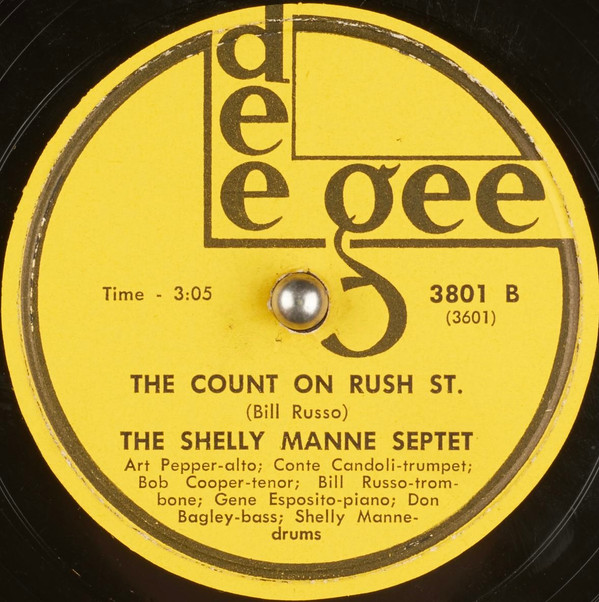 dee gee
Time - 3:05
3801 B
(3601)
THE COUNT ON RUSH ST.
(Bill Russo)
THE SHELLY MANNE SEPTET
Art Pepper-alto; Conte Candoli-trumpet;
Bob Cooper-tenor; Bill Russo-trom-
bone; Gene Esposito-piano; Don
Bagley-bass; Shelly Manne-
drums